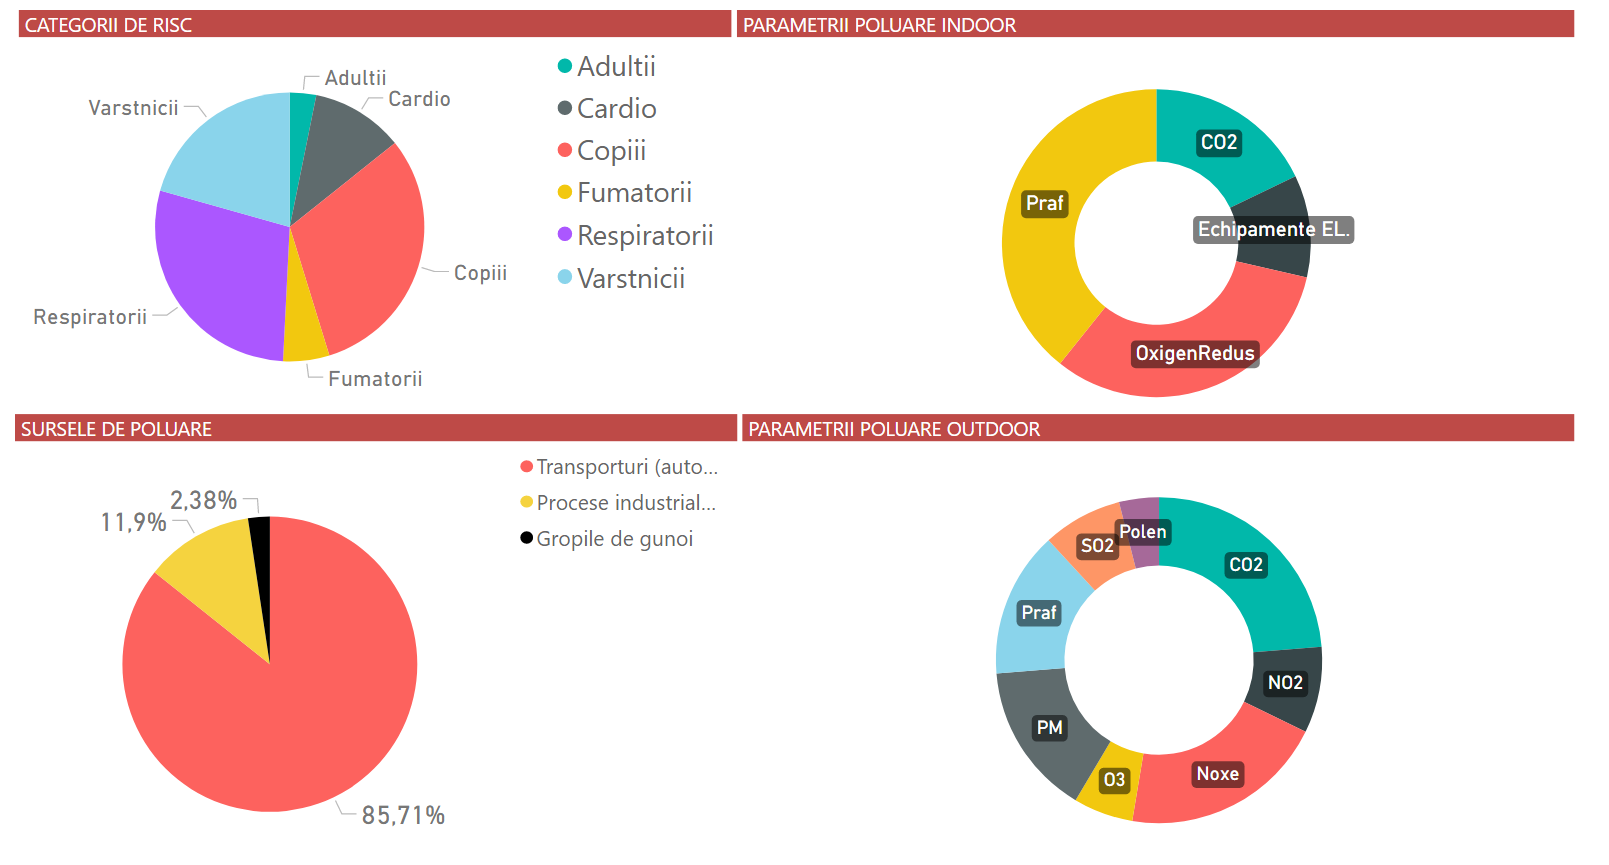 CATEGORII DE RISC
Adultii
Cardio
Varstnicii
Copiii
Respiratorii
Fumatorii
Adultii
Cardio
Copiii
Fumatorii
Respiratorii
Varstnicii
PARAMETRII POLUARE INDOOR
CO2
Praf
Echipamente EL.
OxigenRedus
SURSELE DE POLUARE
2,38%
11,9%
85,71%
Transporturi (auto...
Procese industrial...
Gropile de gunoi
PARAMETRII POLUARE OUTDOOR
Polen
SO2
CO2
Praf
NO2
PM
Noxe
O3